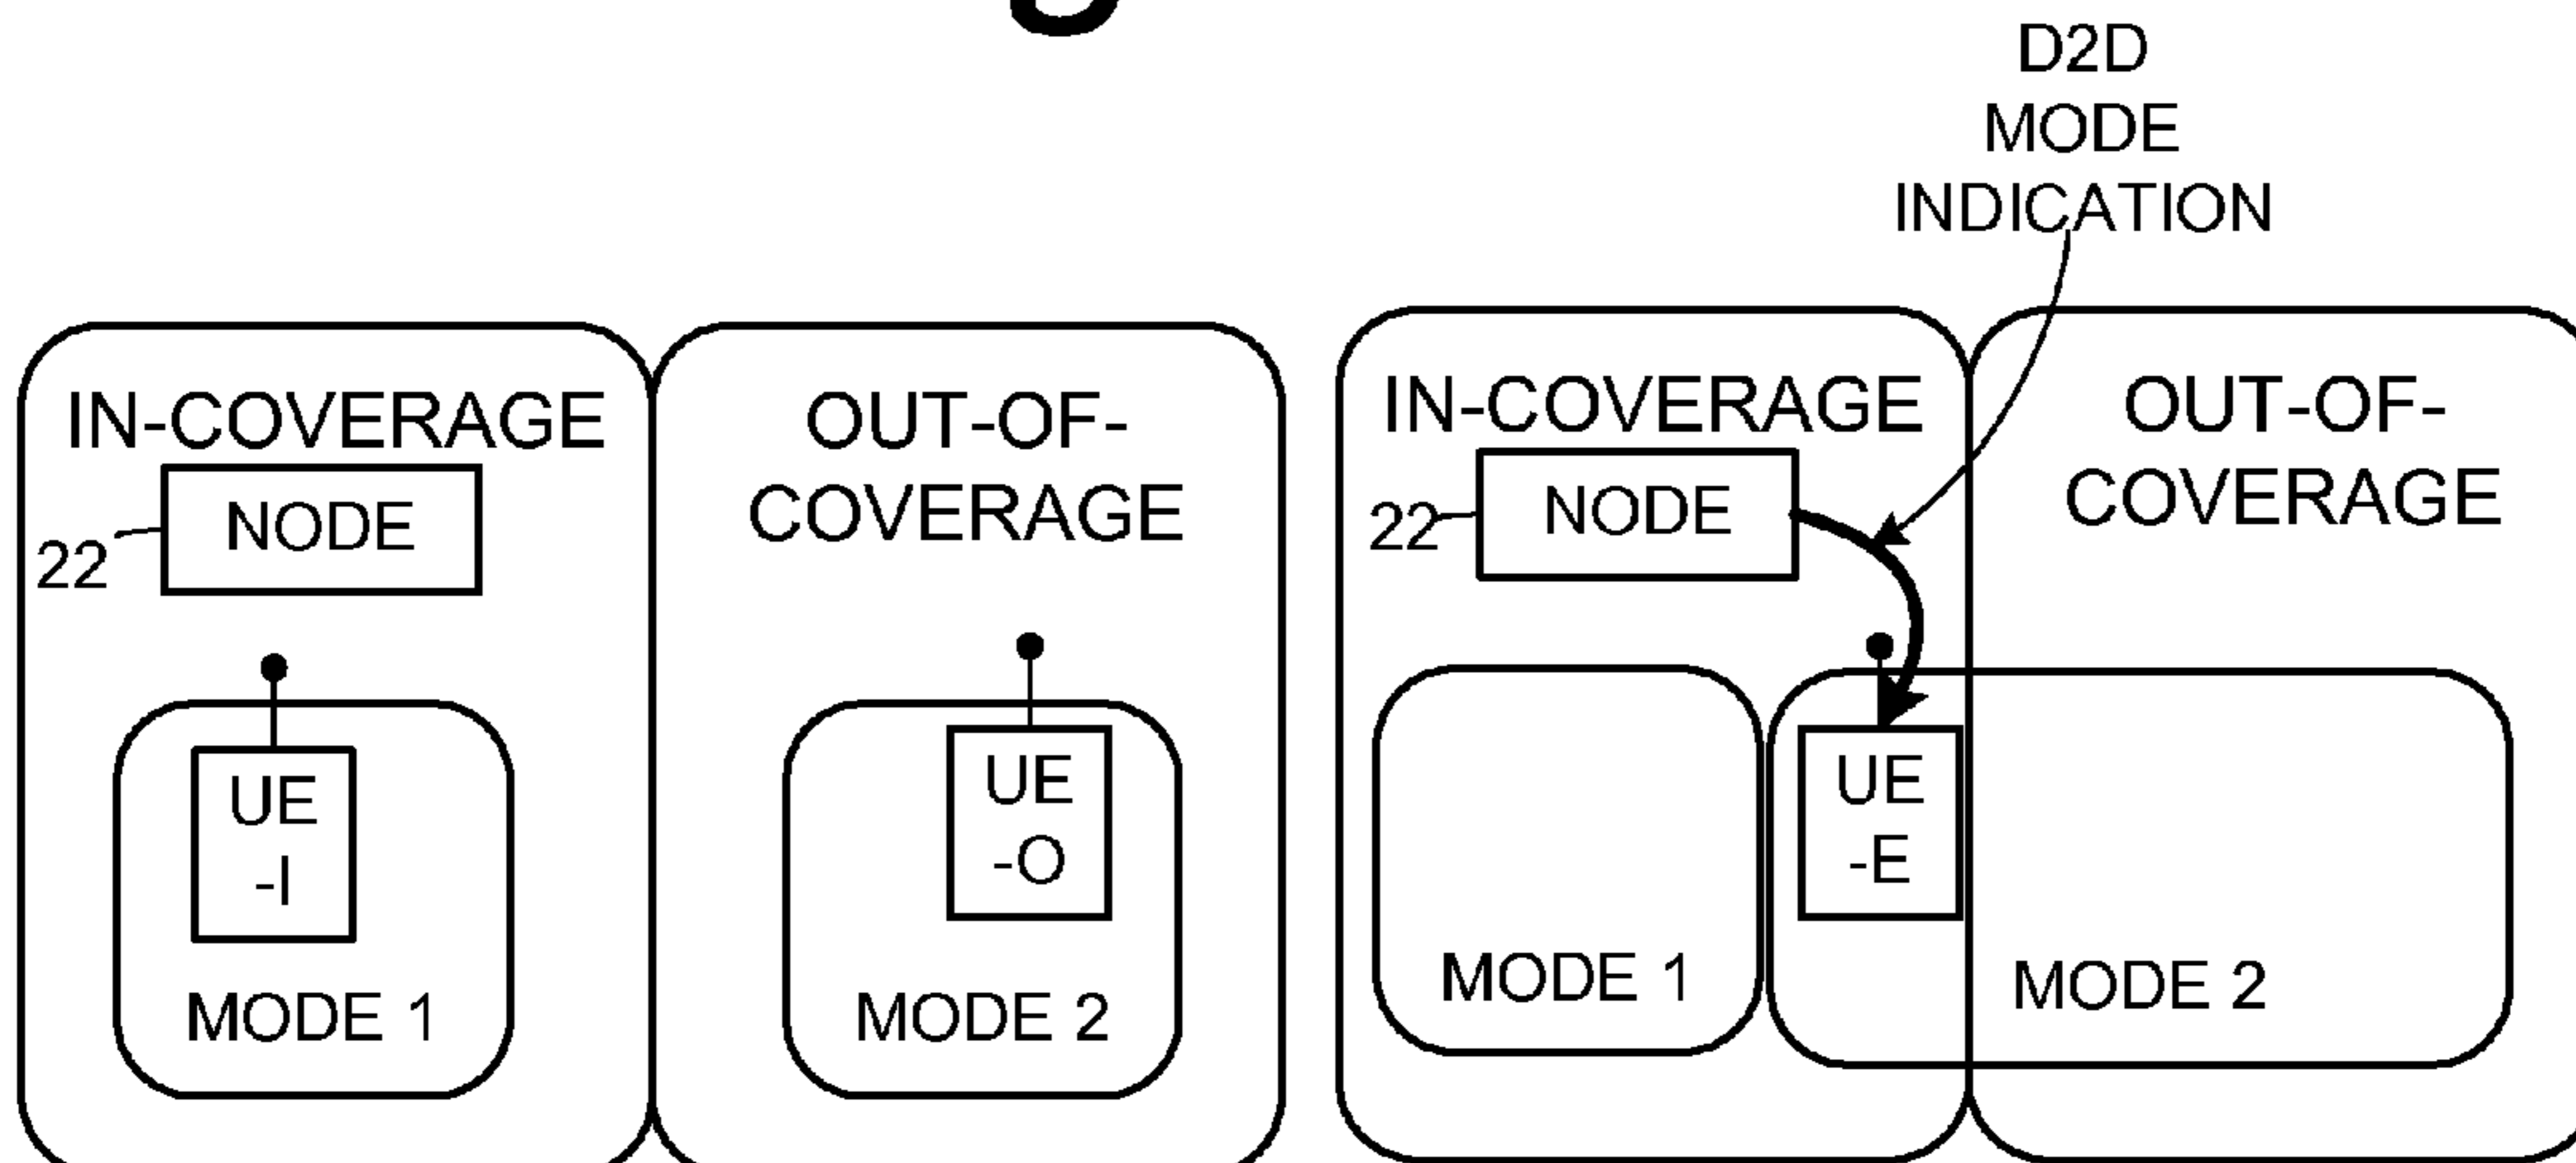 D2D
MODE
INDICATION
IN-COVERAGE
NODE
22
UE
-I
MODE 1
OUT-OF-
COVERAGE
UE
-O
MODE 2
IN-COVERAGE
NODE
22
MODE 1
UE
-E
OUT-OF-
COVERAGE
MODE 2